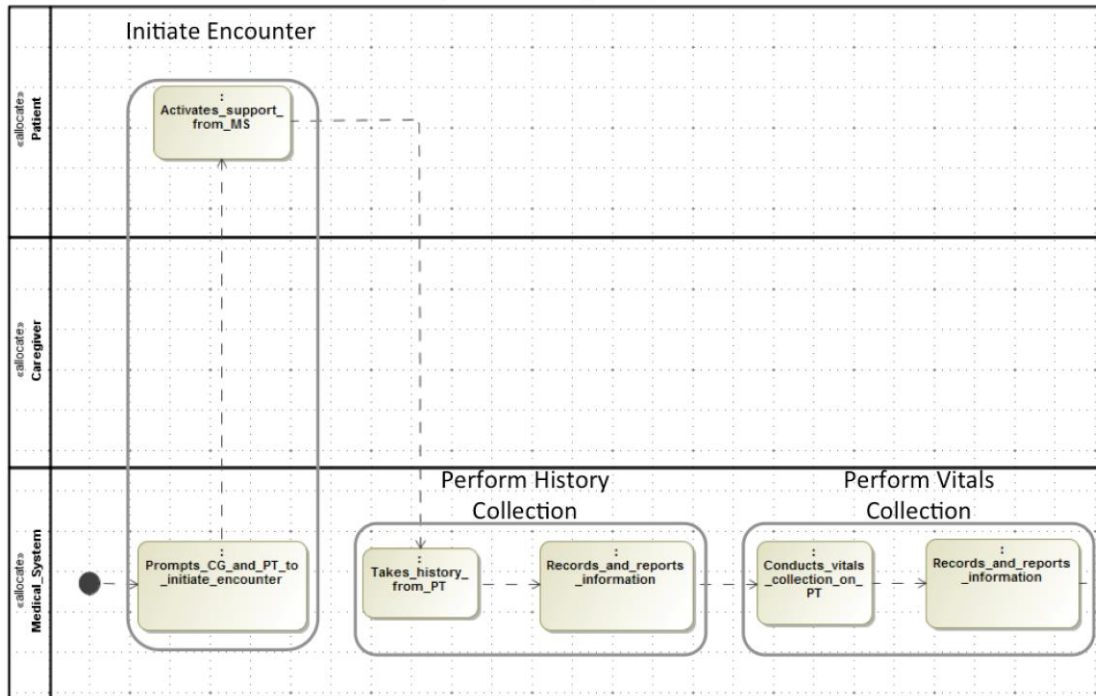 Initiate Encounter
«allocate»
Patient
:
Activates_support_
from_MS
«allocate»
Caregiver
«allocate»
Medical_System
:
Prompts_CG_and_PT_to
_initiate_encounter
Perform History
Collection
:
Takes_history_
from_PT
:
Records_and_reports
_information
Perform Vitals
Collection
:
Conducts_vitals
_collection_on_
PT
:
Records_and_reports
_information